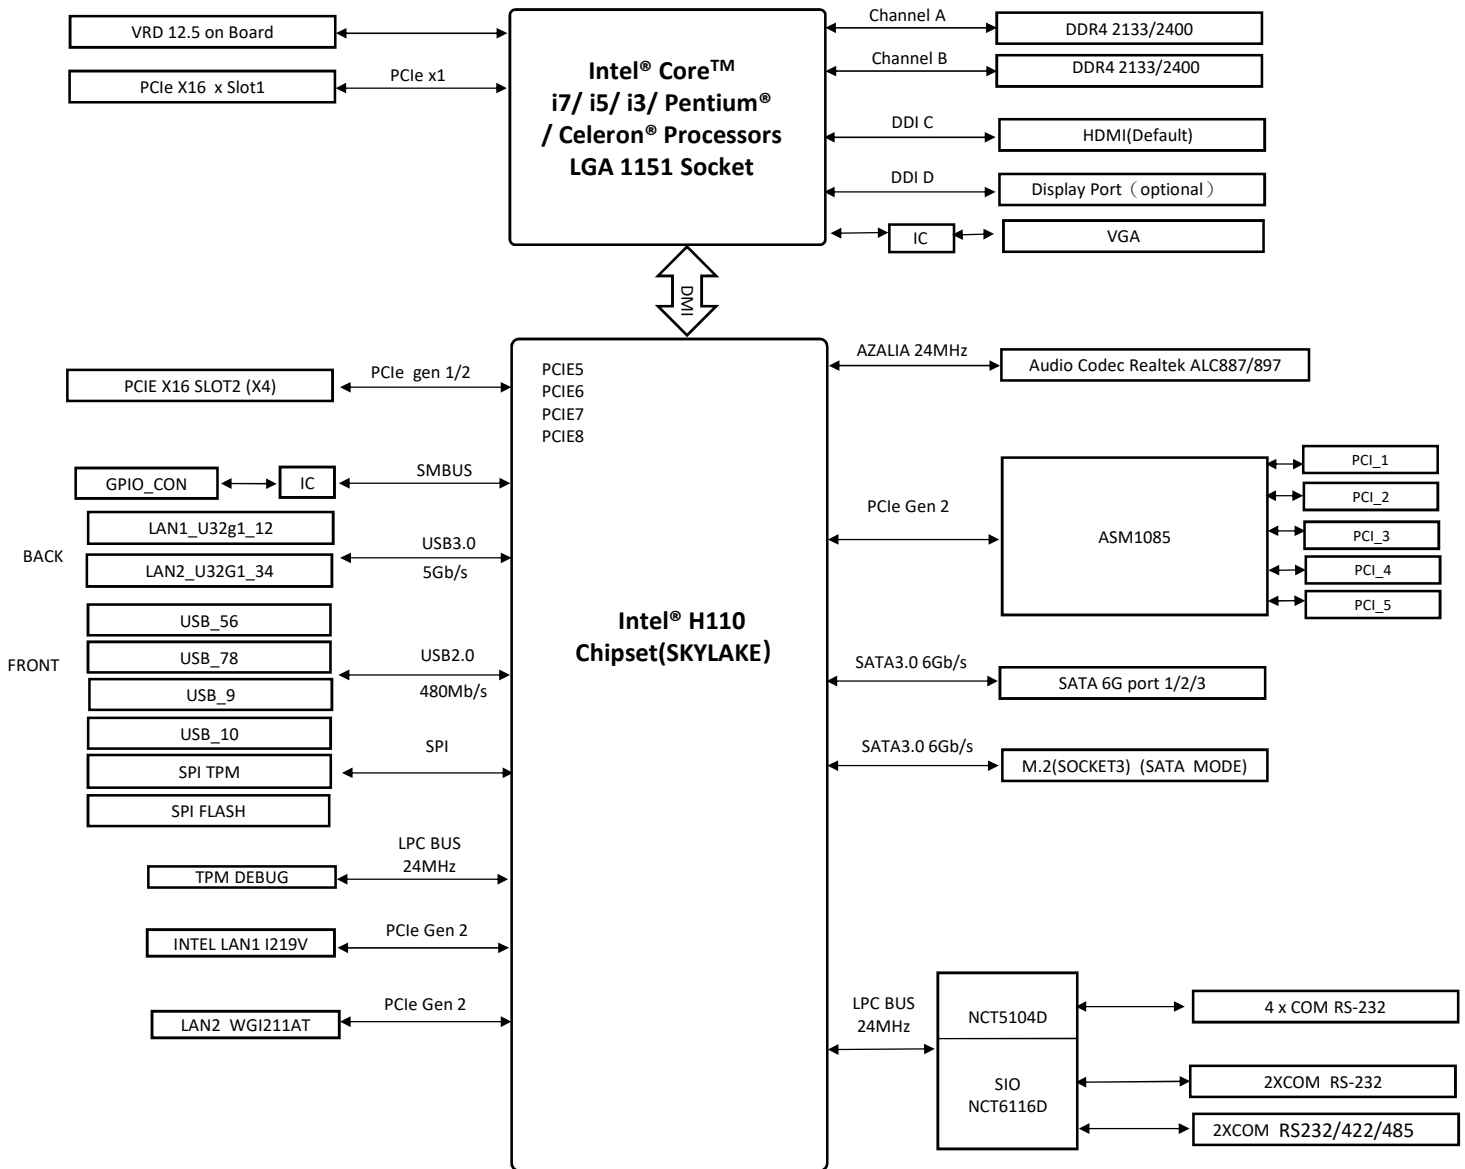 VRD 12.5 on Board
PCIe X16  x Slot1
PCIe x1
Intel® Core™
i7/ i5/ i3/ Pentium®
/ Celeron® Processors
LGA 1151 Socket
Channel A
DDR4 2133/2400
Channel B
DDR4 2133/2400
DDI C
HDMI(Default)
DDI D
Display Port（optional）
IC
VGA
DMI
PCIE X16 SLOT2 (X4)
PCIe  gen 1/2
PCIE5
PCIE6
PCIE7
PCIE8
AZALIA 24MHz
Audio Codec Realtek ALC887/897
GPIO_CON
IC
SMBUS
BACK
LAN1_U32g1_12
LAN2_U32G1_34
USB3.0
5Gb/s
FRONT
USB_56
USB_78
USB_9
USB_10
USB2.0
480Mb/s
SPI TPM
SPI FLASH
SPI
TPM DEBUG
LPC BUS
24MHz
INTEL LAN1 I219V
PCIe Gen 2
LAN2  WGI211AT
PCIe Gen 2
Intel® H110
Chipset(SKYLAKE)
PCIe Gen 2
ASM1085
PCI_1
PCI_2
PCI_3
PCI_4
PCI_5
SATA3.0 6Gb/s
SATA 6G port 1/2/3
SATA3.0 6Gb/s
M.2(SOCKET3)  (SATA  MODE)
LPC BUS
24MHz
NCT5104D
SIO
NCT6116D
4 x COM RS-232
2XCOM  RS-232
2XCOM  RS232/422/485